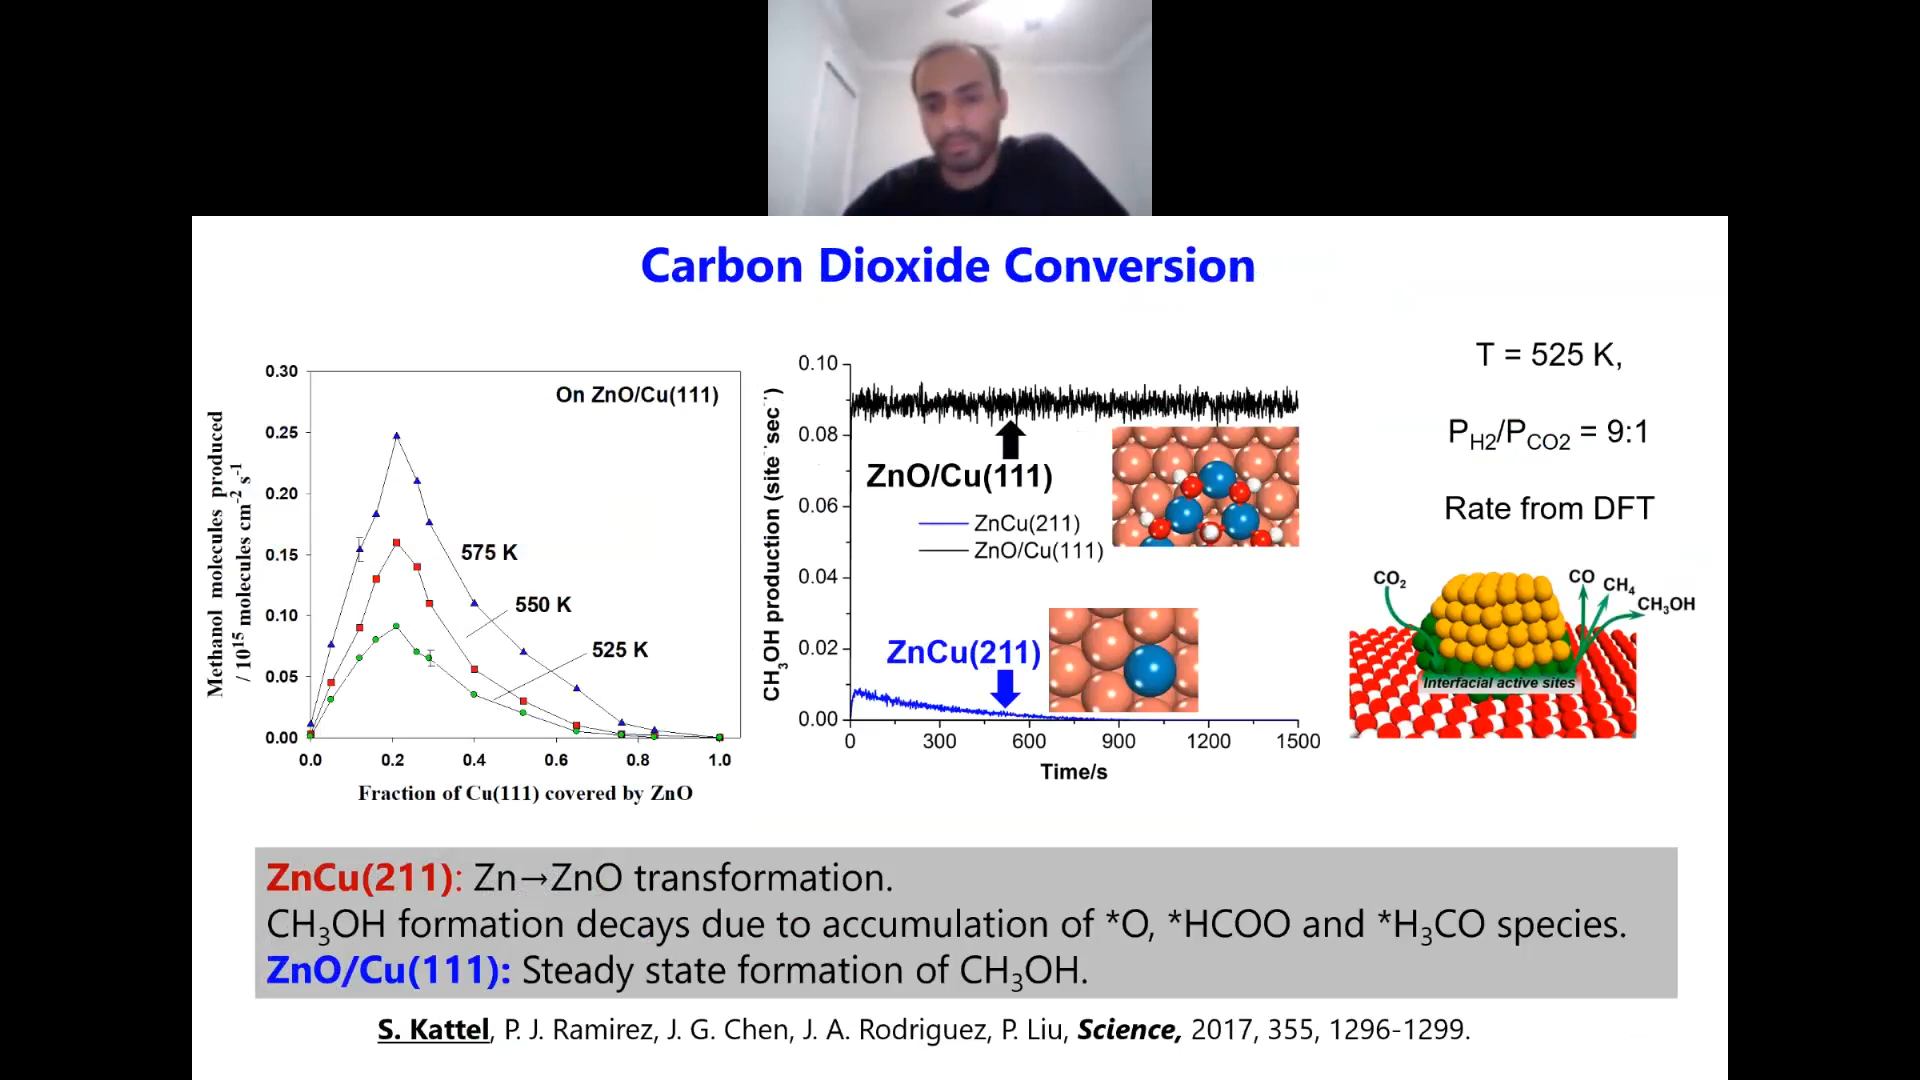 Carbon Dioxide Conversion
Methanol molecules produced
/ 10¹⁵ molecules cm⁻² s⁻¹
0.30
0.25
0.20
0.15
0.10
0.05
0.00
On ZnO/Cu(111)
575 K
550 K
525 K
0.0 0.2 0.4 0.6 0.8 1.0
Fraction of Cu(111) covered by ZnO
CH₃OH production (site⁻¹sec⁻¹)
0.10
0.08
0.06
0.04
0.02
0.00
ZnO/Cu(111)
ZnCu(211)
ZnO/Cu(111)
ZnCu(211)
0 300 600 900 1200 1500
Time/s
T = 525 K,
P_H2/P_CO2 = 9:1
Rate from DFT
CO₂
CO
CH₄
CH₃OH
Interfacial active sites
ZnCu(211): Zn→ZnO transformation.
CH₃OH formation decays due to accumulation of *O, *HCOO and *H₃CO species.
ZnO/Cu(111): Steady state formation of CH₃OH.
S. Kattel, P. J. Ramirez, J. G. Chen, J. A. Rodriguez, P. Liu, Science, 2017, 355, 1296-1299.